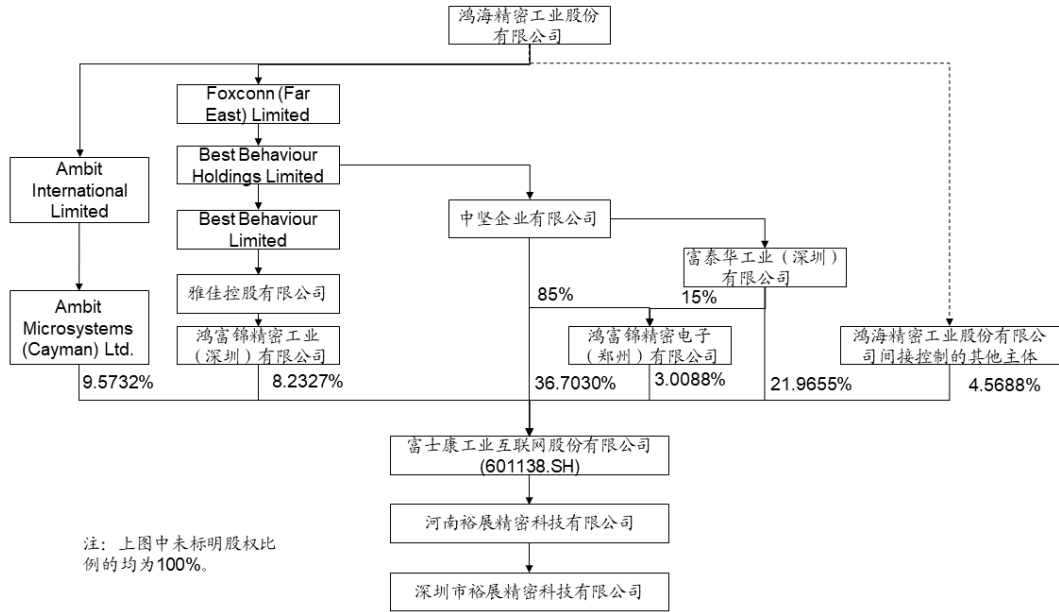 鸿海精密工业股份
有限公司
Foxconn (Far
East) Limited
Ambit
International
Limited
Best Behaviour
Holdings Limited
中坚企业有限公司
Best Behaviour
Limited
富泰华工业（深圳）
有限公司
雅佳控股有限公司
85%
15%
Ambit
Microsystems
(Cayman) Ltd.
鸿富锦精密工业
（深圳）有限公司
鸿富锦精密电子
（郑州）有限公司
鸿海精密工业股份有限公
司间接控制的其他主体
9.5732%
8.2327%
36.7030%
3.0088%
21.9655%
4.5688%
富士康工业互联网股份有限公司
(601138.SH)
河南裕展精密科技有限公司
注：上图中未标明股权比
例的均为100%。
深圳市裕展精密科技有限公司